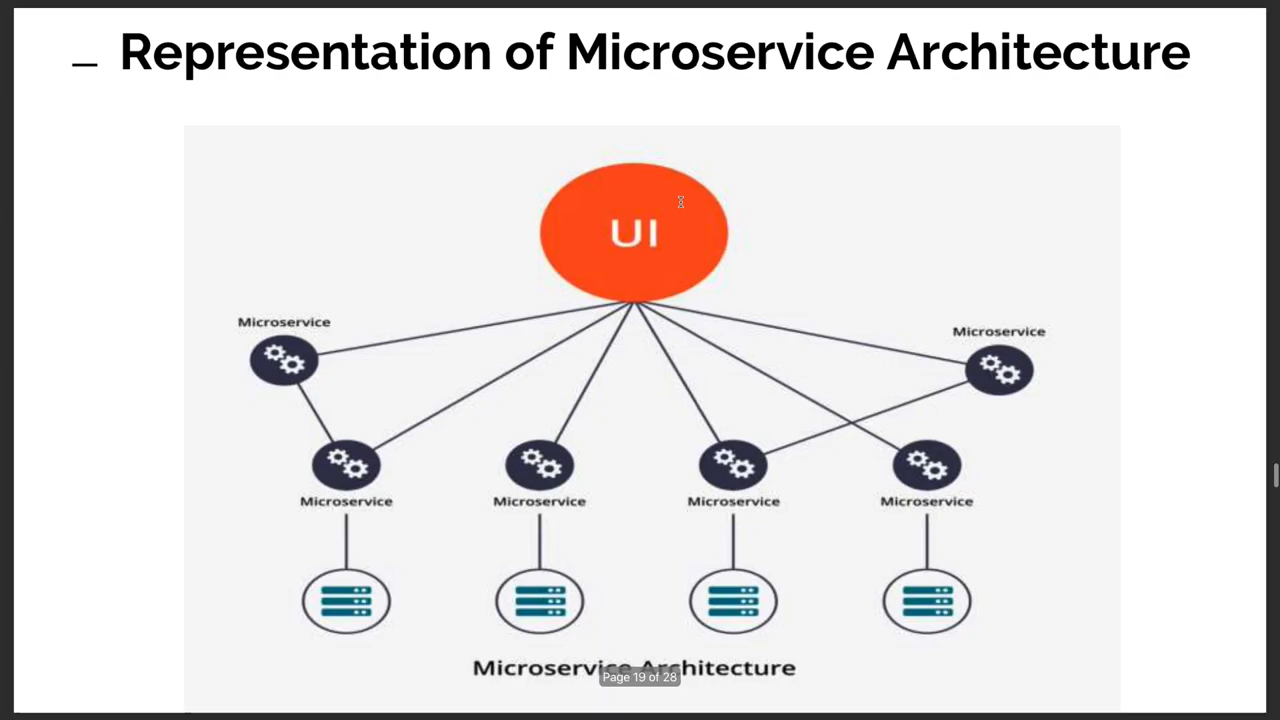 _ Representation of Microservice Architecture
UI
Microservice
Microservice
Microservice
Microservice
Microservice
Microservice
Microservice Architecture
Page 19 of 28